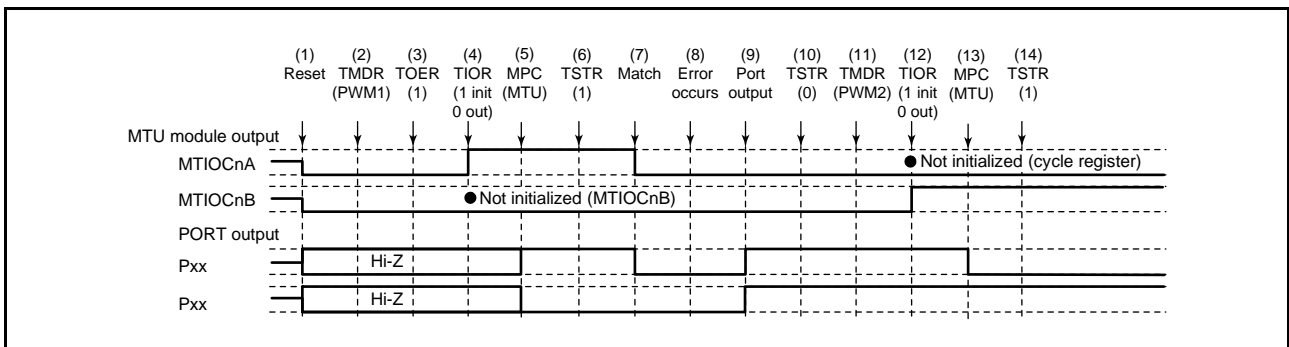 (1) (2) (3) (4) (5) (6) (7) (8) (9) (10) (11) (12) (13) (14)
Reset TMDR TOER TIOR MPC TSTR Match Error Port TSTR TMDR TIOR MPC TSTR
(PWM1) (1) (1 init (MTU) (1) occurs output (0) (PWM2) (1 init (MTU) (1)
0 out) 0 out)
MTU module output
MTIOCnA ● Not initialized (cycle register)
MTIOCnB ● Not initialized (MTIOCnB)
PORT output
Pxx Hi-Z
Pxx Hi-Z